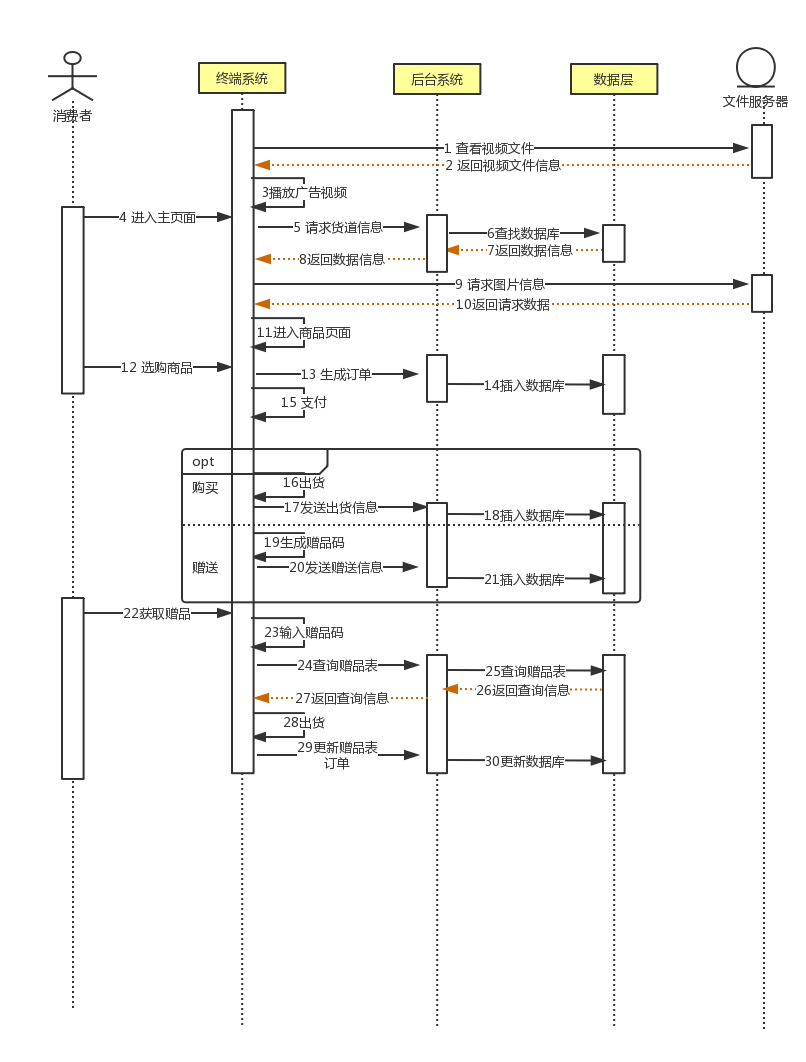 终端系统
后台系统
数据层
消费者
文件服务器
1 查看视频文件
2 返回视频文件信息
3播放广告视频
4 进入主页面
5 请求货道信息
6查找数据库
7返回数据信息
8返回数据信息
9 请求图片信息
10返回请求数据
11进入商品页面
12 选购商品
13 生成订单
14插入数据库
15 支付
opt
购买
16出货
17发送出货信息
18插入数据库
19生成赠品码
赠送
20发送赠送信息
21插入数据库
22获取赠品
23输入赠品码
24查询赠品表
25查询赠品表
26返回查询信息
27返回查询信息
28出货
29更新赠品表
订单
30更新数据库